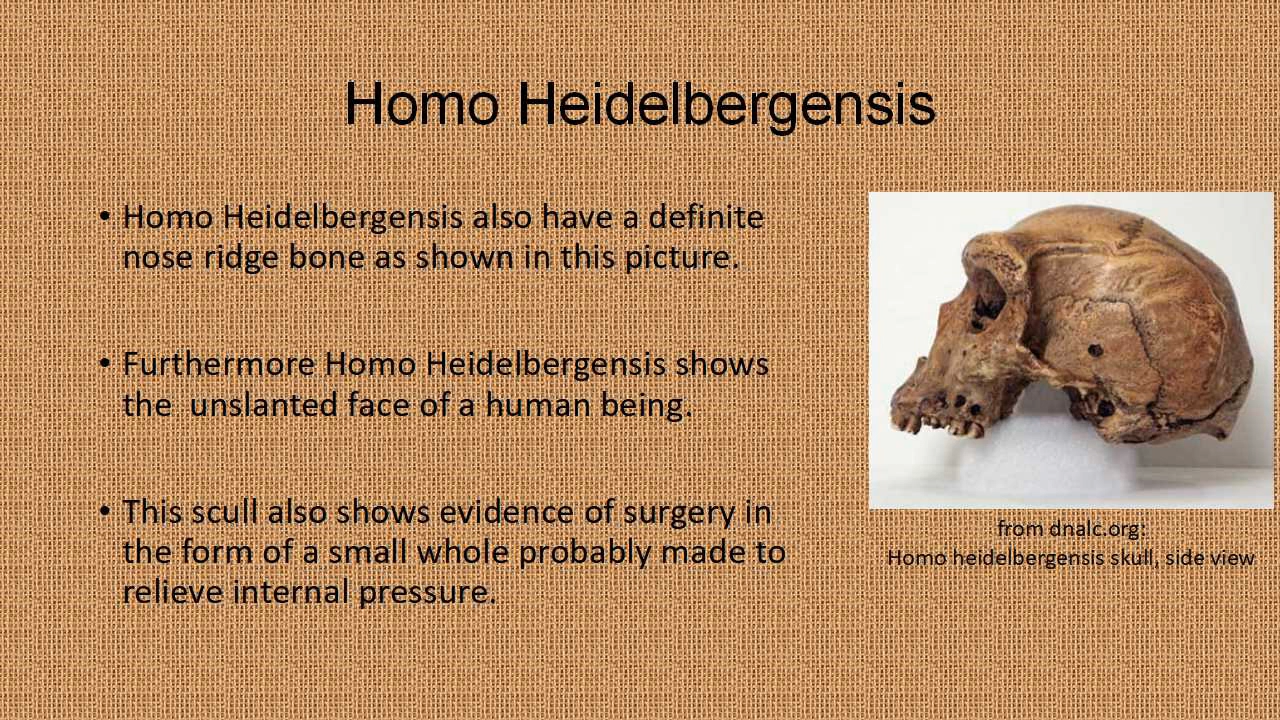 Homo Heidelbergensis
• Homo Heidelbergensis also have a definite
nose ridge bone as shown in this picture.
• Furthermore Homo Heidelbergensis shows
the  unslanted face of a human being.
• This scull also shows evidence of surgery in
the form of a small whole probably made to
relieve internal pressure.
from dnalc.org:
Homo heidelbergensis skull, side view